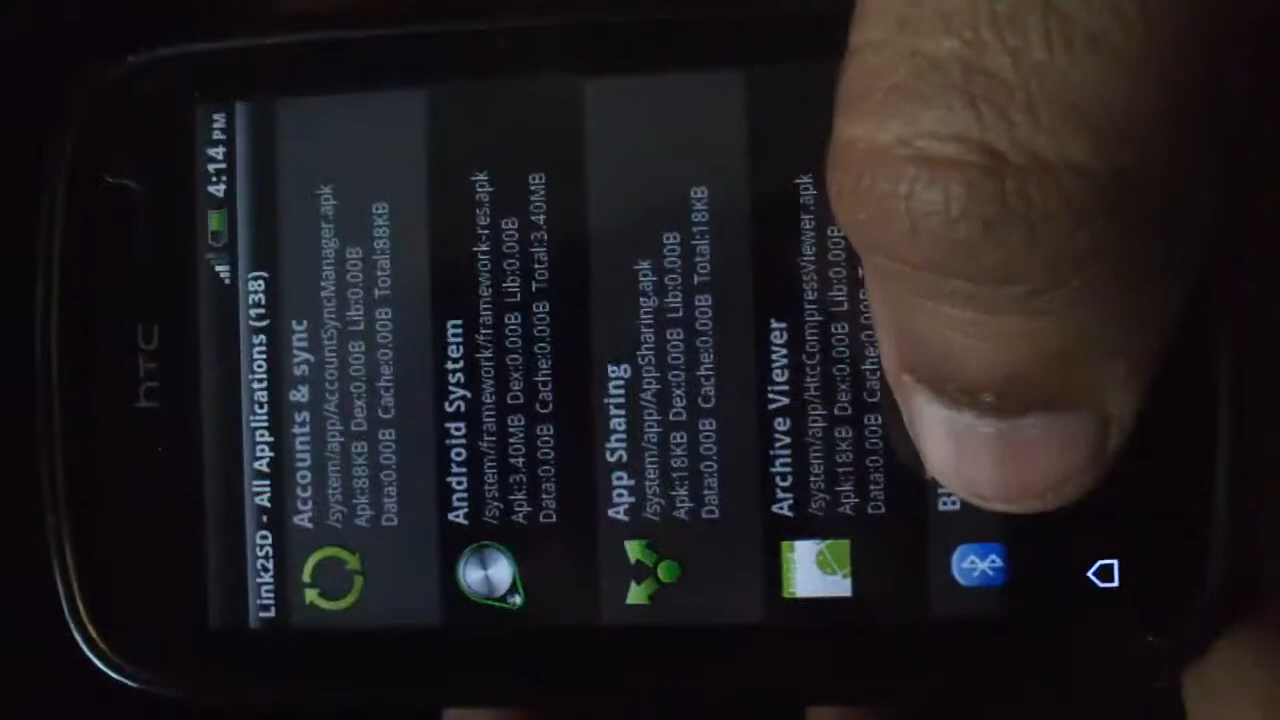 hTC
4:14 PM
Link2SD - All Applications (138)
Accounts & sync
/system/app/AccountSyncManager.apk
Apk:88KB Dex:0.00B Lib:0.00B
Data:0.00B Cache:0.00B Total:88KB
Android System
/system/framework/framework-res.apk
Apk:3.40MB Dex:0.00B Lib:0.00B
Data:0.00B Cache:0.00B Total:3.40MB
App Sharing
/system/app/AppSharing.apk
Apk:18KB Dex:0.00B Lib:0.00B
Data:0.00B Cache:0.00B Total:18KB
Archive Viewer
/system/app/HtcCompressViewer.apk
Apk:18KB Dex:0.00B Lib:0.00B
Data:0.00B Cache:0.00B